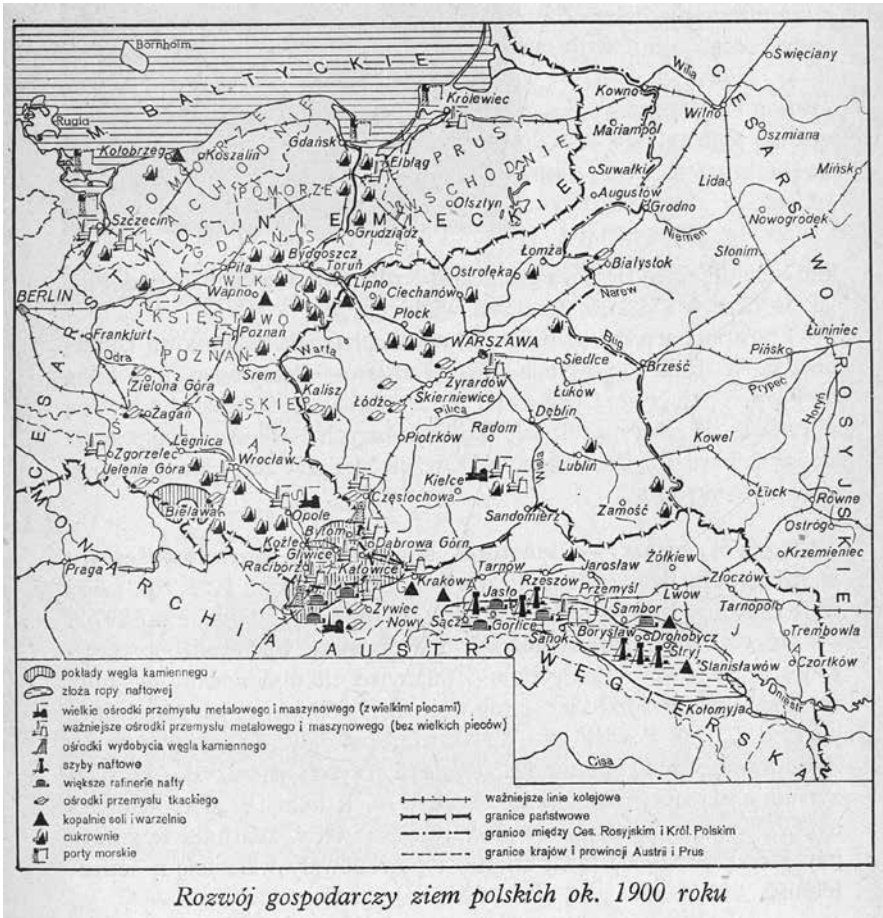 Bornholm
M. BAŁTYCKIE
Rugia
Kołobrzeg
Koszalin
Gdańsk
Elbląg
Królewiec
Kowno
Wilia
Święciany
Wilno
Mariampol
Oszmiana
Mińsk
Suwałki
Lida
Augustów
Grodno
Nowogródek
Niemen
Słonim
PRUSY WSCHODNIE
Olsztyn
POMORZE ZACHODNIE
POMORZE GDAŃSKIE
Szczecin
Grudziądz
CESARSTWO NIEMIECKIE
CESARSTWO ROSYJSKIE
Piła
Bydgoszcz
Toruń
Lipno
Ostrołęka
Łomża
Białystok
Narew
BERLIN
WLK.
Wapno
KSIĘSTWO
POZNAŃSKIE
Poznań
Ciechanów
Płock
WARSZAWA
Bug
Siedlce
Brześć
Pińsk
Łuniniec
Frankfurt
Odra
Warta
Śrem
Kalisz
Żyrardów
Skierniewice
Łódź
Łuków
Prypeć
Horyń
Zielona Góra
Żagań
Pilica
Piotrków
Radom
Dęblin
Kowel
Zgorzelec
Legnica
Jelenia Góra
Wrocław
Kielce
Wisła
Lublin
Częstochowa
Łuck
Równe
Bielawa
Opole
Sandomierz
Zamość
Ostróg
Bytom
Koźle
Gliwice
Dąbrowa Górn.
Krzemieniec
Racibórz
Katowice
Praga
Kraków
Tarnów
Rzeszów
Jarosław
Żółkiew
Przemyśl
Lwów
Złoczów
Tarnopol
Jasło
Żywiec
Nowy Sącz
Gorlice
Sanok
Sambor
Borysław
Drohobycz
Stryj
Trembowla
Czortków
Stanisławów
Dniestr
Kołomyja
Cisa
MONARCHIA
AUSTRO
WĘGIERSKA
pokłady węgla kamiennego
złoża ropy naftowej
wielkie ośrodki przemysłu metalowego i maszynowego (z wielkimi piecami)
ważniejsze ośrodki przemysłu metalowego i maszynowego (bez wielkich pieców)
ośrodki wydobycia węgla kamiennego
szyby naftowe
większe rafinerie nafty
ośrodki przemysłu tkackiego
kopalnie soli i warzelnie
cukrownie
porty morskie
ważniejsze linie kolejowe
granice państwowe
granice między Ces. Rosyjskim i Król. Polskim
granice krajów i prowincji Austrii i Prus
Rozwój gospodarczy ziem polskich ok. 1900 roku